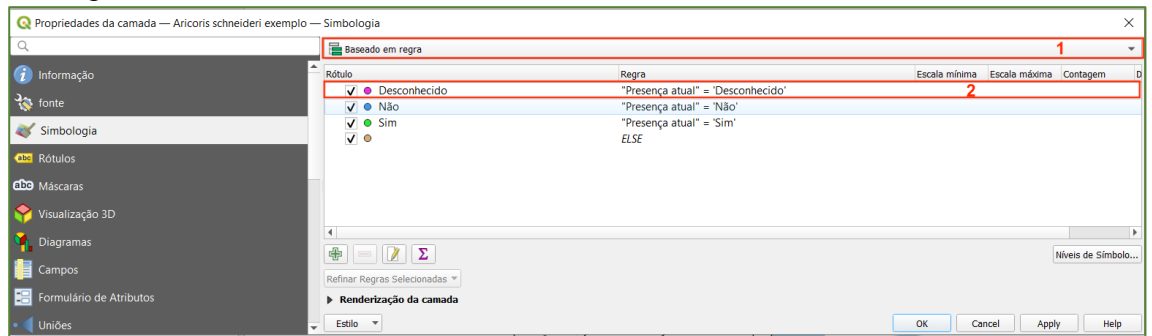 Propriedades da camada — Aricoris schneideri exemplo — Simbologia
Baseado em regra 1
Informação
fonte
Simbologia
abc Rótulos
abc Máscaras
Visualização 3D
Diagramas
Campos
Formulário de Atributos
Uniões
Rótulo Regra Escala mínima Escala máxima Contagem D
Desconhecido "Presença atual" = 'Desconhecido' 2
Não "Presença atual" = 'Não'
Sim "Presença atual" = 'Sim'
ELSE
Níveis de Símbolo...
Refinar Regras Selecionadas
Renderização da camada
Estilo OK Cancel Apply Help